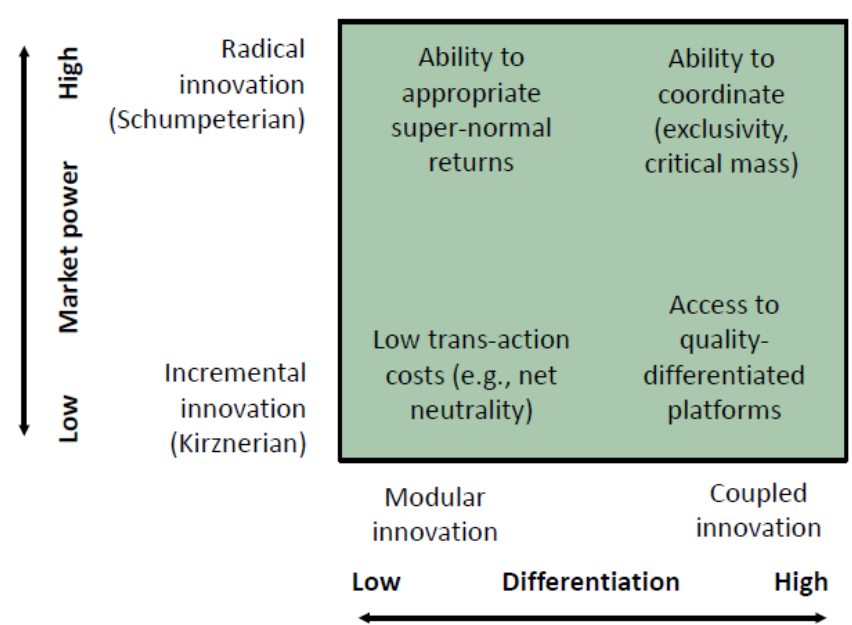 High
Market power
Low
Radical
innovation
(Schumpeterian)
Incremental
innovation
(Kirznerian)
Ability to
appropriate
super-normal
returns
Ability to
coordinate
(exclusivity,
critical mass)
Low trans-action
costs (e.g., net
neutrality)
Access to
quality-
differentiated
platforms
Modular
innovation
Coupled
innovation
Low Differentiation High